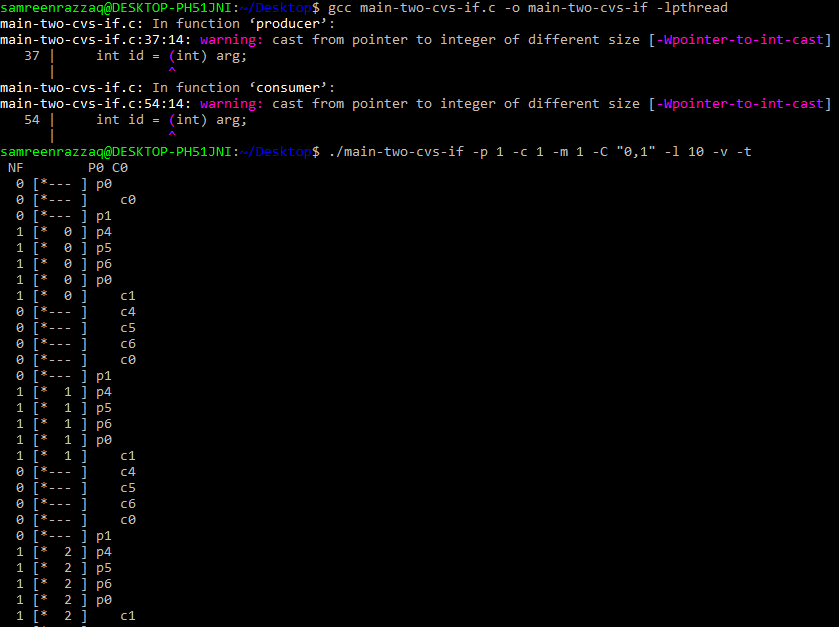 samreenrazzaq@DESKTOP-PH51JNI:~/Desktop$ gcc main-two-cvs-if.c -o main-two-cvs-if -lpthread
main-two-cvs-if.c: In function ‘producer’:
main-two-cvs-if.c:37:14: warning: cast from pointer to integer of different size [-Wpointer-to-int-cast]
   37 |     int id = (int) arg;
      |              ^
main-two-cvs-if.c: In function ‘consumer’:
main-two-cvs-if.c:54:14: warning: cast from pointer to integer of different size [-Wpointer-to-int-cast]
   54 |     int id = (int) arg;
      |              ^
samreenrazzaq@DESKTOP-PH51JNI:~/Desktop$ ./main-two-cvs-if -p 1 -c 1 -m 1 -C "0,1" -l 10 -v -t
 NF        P0 C0
  0 [*--- ] p0
  0 [*--- ]    c0
  0 [*--- ] p1
  1 [*  0 ] p4
  1 [*  0 ] p5
  1 [*  0 ] p6
  1 [*  0 ] p0
  1 [*  0 ]    c1
  0 [*--- ]    c4
  0 [*--- ]    c5
  0 [*--- ]    c6
  0 [*--- ]    c0
  0 [*--- ] p1
  1 [*  1 ] p4
  1 [*  1 ] p5
  1 [*  1 ] p6
  1 [*  1 ] p0
  1 [*  1 ]    c1
  0 [*--- ]    c4
  0 [*--- ]    c5
  0 [*--- ]    c6
  0 [*--- ]    c0
  0 [*--- ] p1
  1 [*  2 ] p4
  1 [*  2 ] p5
  1 [*  2 ] p6
  1 [*  2 ] p0
  1 [*  2 ]    c1